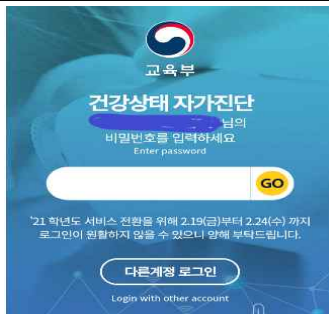 교육부
건강상태 자가진단
님의
비밀번호를 입력하세요
Enter password
GO
'21 학년도 서비스 전환을 위해 2.19(금)부터 2.24(수) 까지
로그인이 원활하지 않을 수 있으니 양해 부탁드립니다.
다른계정 로그인
Login with other account